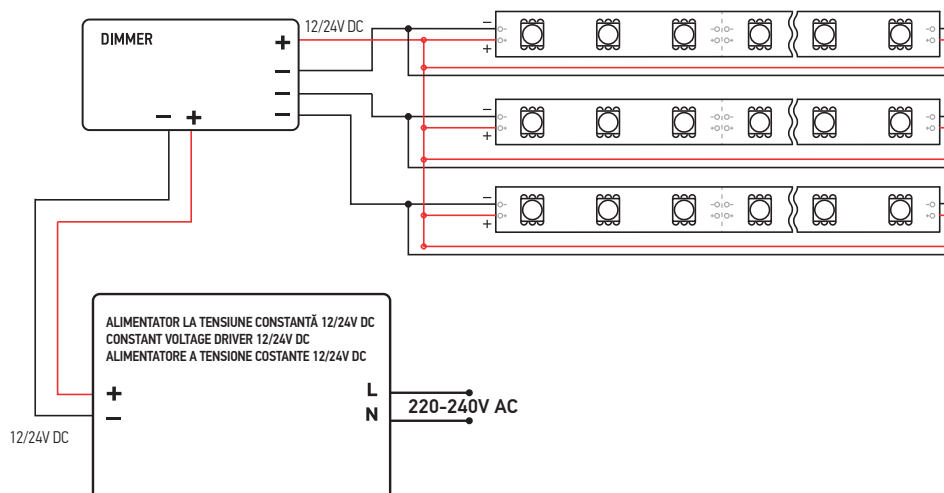 DIMMER
12/24V DC
+
−
−
−
− +
−
+
−
+
−
+
ALIMENTATOR LA TENSIUNE CONSTANTĂ 12/24V DC
CONSTANT VOLTAGE DRIVER 12/24V DC
ALIMENTATORE A TENSIONE COSTANTE 12/24V DC
+
−
L
N
220-240V AC
12/24V DC